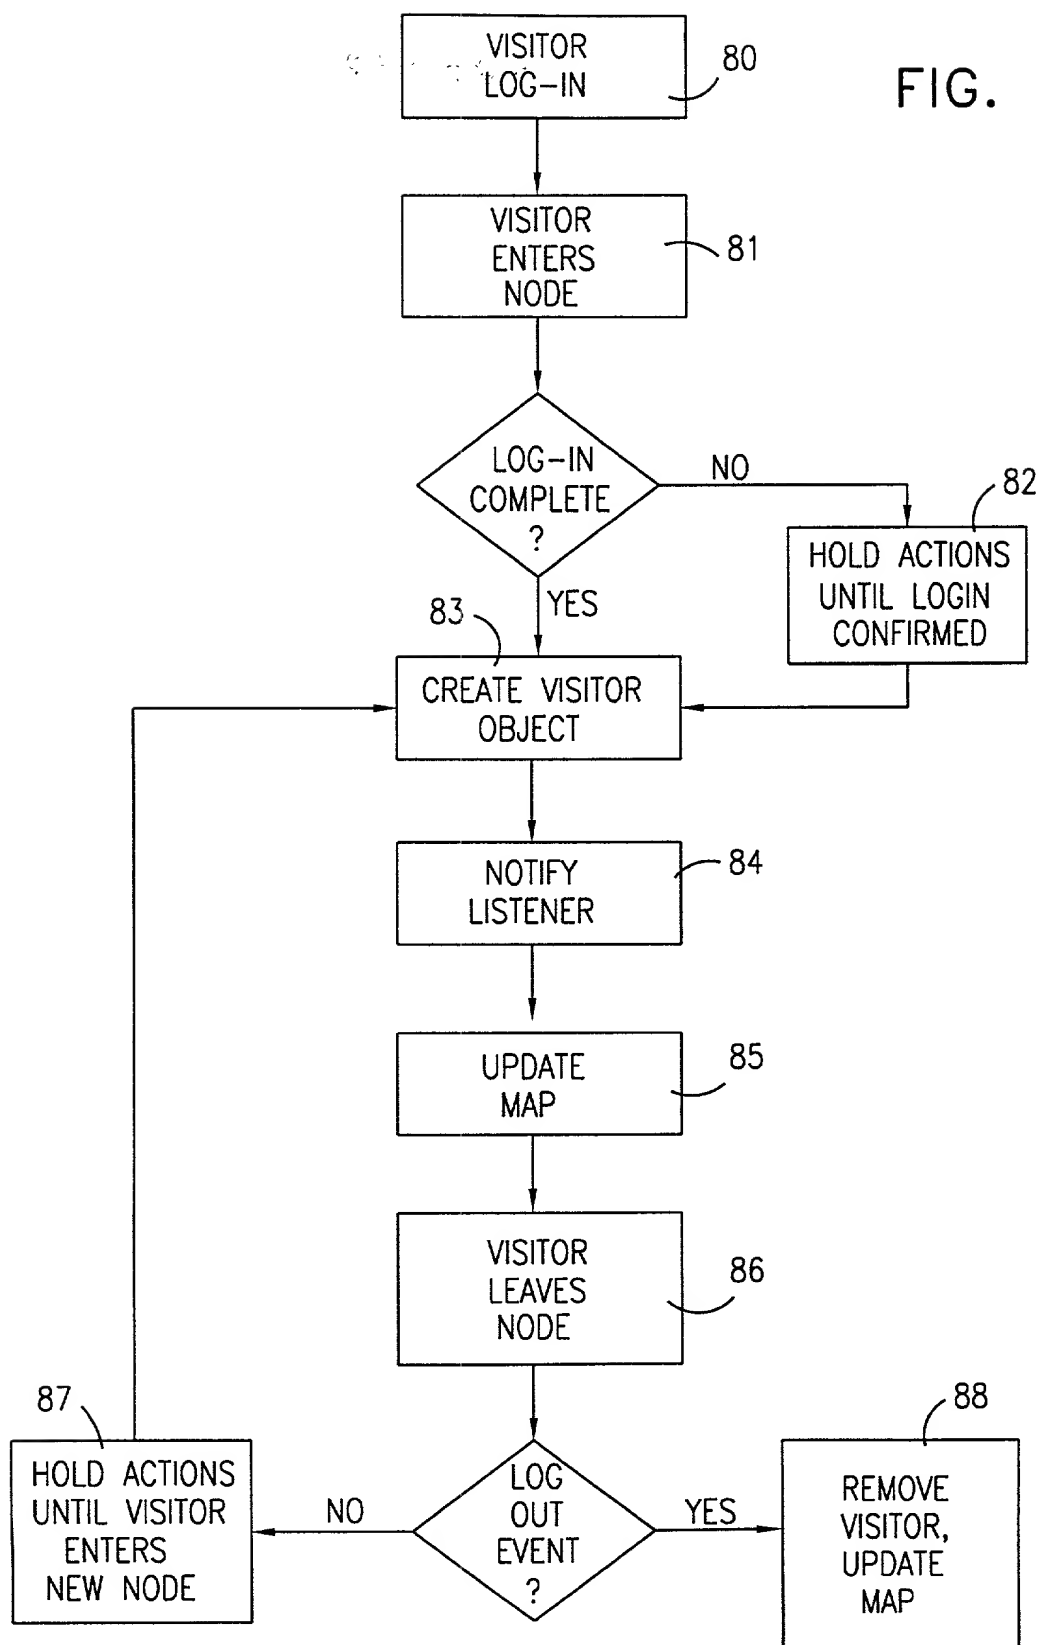 VISITOR
LOG-IN
80
FIG.
VISITOR
ENTERS
NODE
81
LOG-IN
COMPLETE
?
NO
82
HOLD ACTIONS
UNTIL LOGIN
CONFIRMED
YES
83
CREATE VISITOR
OBJECT
NOTIFY
LISTENER
84
UPDATE
MAP
85
VISITOR
LEAVES
NODE
86
87
HOLD ACTIONS
UNTIL VISITOR
ENTERS
NEW NODE
NO
LOG
OUT
EVENT
?
YES
88
REMOVE
VISITOR,
UPDATE
MAP